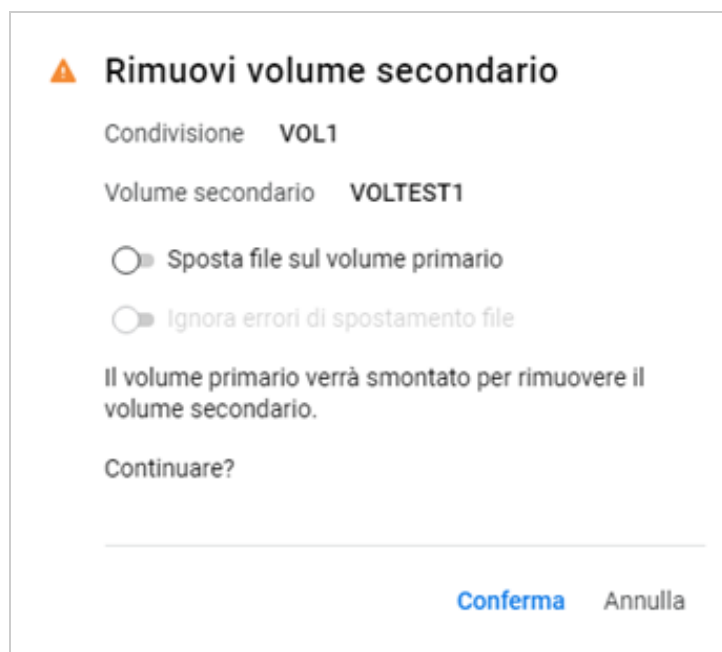 Rimuovi volume secondario
Condivisione VOL1
Volume secondario VOLTEST1
Sposta file sul volume primario
Ignora errori di spostamento file
Il volume primario verrà smontato per rimuovere il
volume secondario.
Continuare?
Conferma Annulla